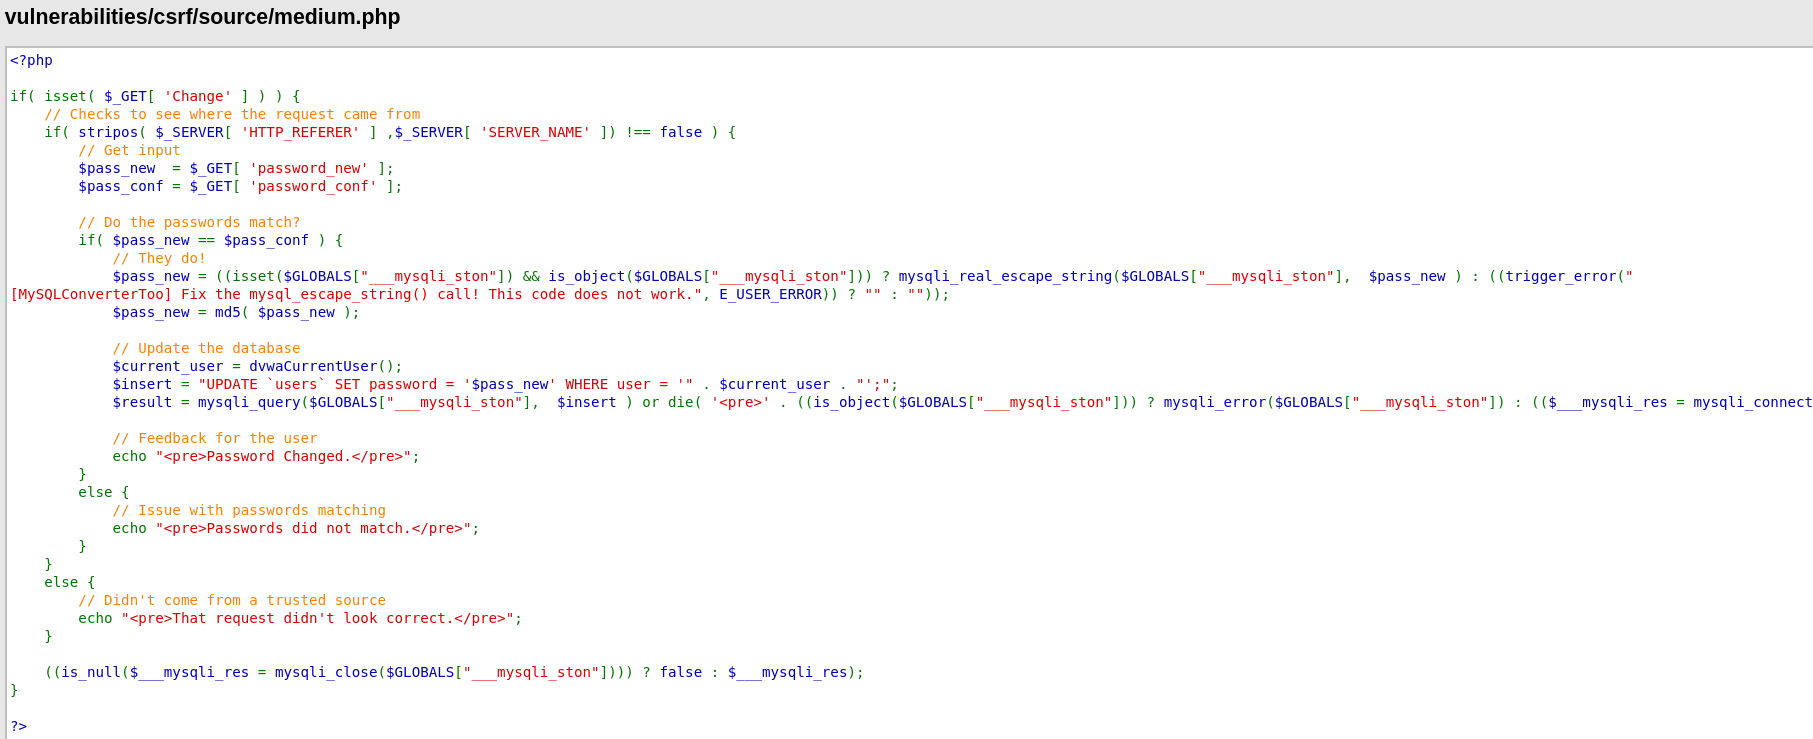 vulnerabilities/csrf/source/medium.php
<?php
if( isset( $_GET[ 'Change' ] ) ) {
    // Checks to see where the request came from
    if( stripos( $_SERVER[ 'HTTP_REFERER' ] ,$_SERVER[ 'SERVER_NAME' ]) !== false ) {
        // Get input
        $pass_new  = $_GET[ 'password_new' ];
        $pass_conf = $_GET[ 'password_conf' ];
        // Do the passwords match?
        if( $pass_new == $pass_conf ) {
            // They do!
            $pass_new = ((isset($GLOBALS["___mysqli_ston"]) && is_object($GLOBALS["___mysqli_ston"])) ? mysqli_real_escape_string($GLOBALS["___mysqli_ston"],  $pass_new ) : ((trigger_error("
[MySQLConverterToo] Fix the mysql_escape_string() call! This code does not work.", E_USER_ERROR)) ? "" : ""));
            $pass_new = md5( $pass_new );
            // Update the database
            $current_user = dvwaCurrentUser();
            $insert = "UPDATE `users` SET password = '$pass_new' WHERE user = '" . $current_user . "';";
            $result = mysqli_query($GLOBALS["___mysqli_ston"],  $insert ) or die( '<pre>' . ((is_object($GLOBALS["___mysqli_ston"])) ? mysqli_error($GLOBALS["___mysqli_ston"]) : (($___mysqli_res = mysqli_connect
            // Feedback for the user
            echo "<pre>Password Changed.</pre>";
        }
        else {
            // Issue with passwords matching
            echo "<pre>Passwords did not match.</pre>";
        }
    }
    else {
        // Didn't come from a trusted source
        echo "<pre>That request didn't look correct.</pre>";
    }
    ((is_null($___mysqli_res = mysqli_close($GLOBALS["___mysqli_ston"]))) ? false : $___mysqli_res);
}
?>